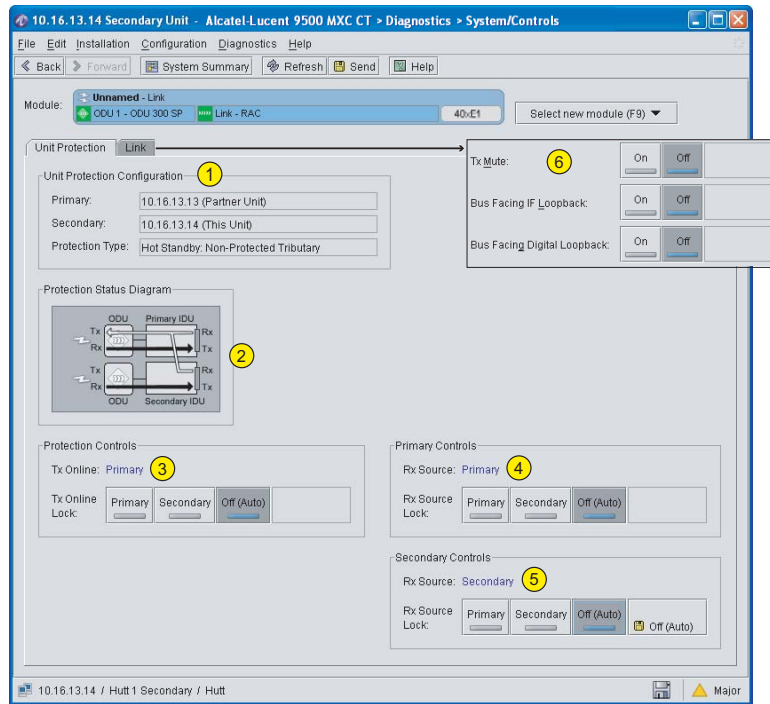 10.16.13.14 Secondary Unit - Alcatel-Lucent 9500 MXC CT > Diagnostics > System/Controls
File Edit Installation Configuration Diagnostics Help
Back Forward System Summary Refresh Send Help
Module:
Unnamed - Link
ODU 1 - ODU 300 SP Link - RAC 40xE1
Select new module (F9)
Unit Protection Link
Unit Protection Configuration 1
Primary: 10.16.13.13 (Partner Unit)
Secondary: 10.16.13.14 (This Unit)
Protection Type: Hot Standby: Non-Protected Tributary
Tx Mute: 6 On Off
Bus Facing IF Loopback: On Off
Bus Facing Digital Loopback: On Off
Protection Status Diagram
ODU Primary IDU
Tx Rx
Rx Tx
2
Tx Rx
Rx Tx
ODU Secondary IDU
Protection Controls
Tx Online: Primary 3
Tx Online Lock: Primary Secondary Off (Auto)
Primary Controls
Rx Source: Primary 4
Rx Source Lock: Primary Secondary Off (Auto)
Secondary Controls
Rx Source: Secondary 5
Rx Source Lock: Primary Secondary Off (Auto) Off (Auto)
10.16.13.14 / Hutt 1 Secondary / Hutt Major